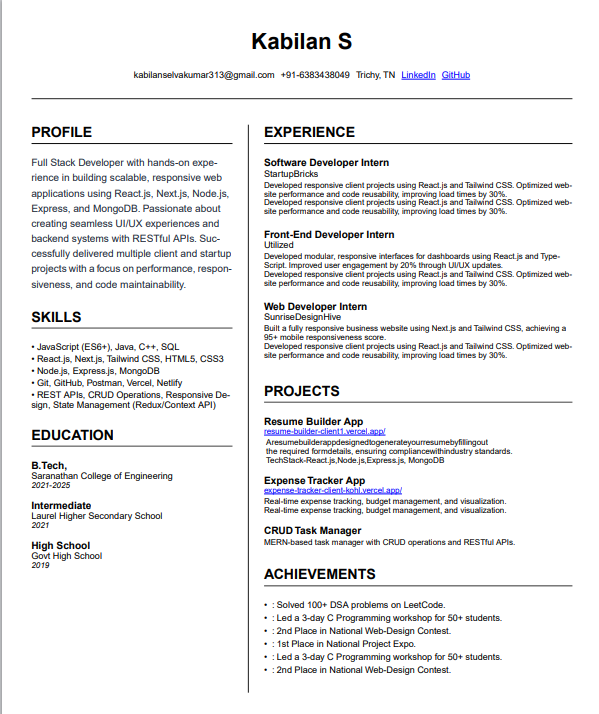 Kabilan S
kabilanselvakumar313@gmail.com +91-6383438049 Trichy, TN LinkedIn GitHub
PROFILE
Full Stack Developer with hands-on expe-
rience in building scalable, responsive web
applications using React.js, Next.js, Node.js,
Express, and MongoDB. Passionate about
creating seamless UI/UX experiences and
backend systems with RESTful APIs. Suc-
cessfully delivered multiple client and startup
projects with a focus on performance, respon-
siveness, and code maintainability.
SKILLS
• JavaScript (ES6+), Java, C++, SQL
• React.js, Next.js, Tailwind CSS, HTML5, CSS3
• Node.js, Express.js, MongoDB
• Git, GitHub, Postman, Vercel, Netlify
• REST APIs, CRUD Operations, Responsive De-
sign, State Management (Redux/Context API)
EDUCATION
B.Tech,
Saranathan College of Engineering
2021-2025
Intermediate
Laurel Higher Secondary School
2021
High School
Govt High School
2019
EXPERIENCE
Software Developer Intern
StartupBricks
Developed responsive client projects using React.js and Tailwind CSS. Optimized web-
site performance and code reusability, improving load times by 30%.
Developed responsive client projects using React.js and Tailwind CSS. Optimized web-
site performance and code reusability, improving load times by 30%.
Front-End Developer Intern
Utilized
Developed modular, responsive interfaces for dashboards using React.js and Type-
Script. Improved user engagement by 20% through UI/UX updates.
Developed responsive client projects using React.js and Tailwind CSS. Optimized web-
site performance and code reusability, improving load times by 30%.
Web Developer Intern
SunriseDesignHive
Built a fully responsive business website using Next.js and Tailwind CSS, achieving a
95+ mobile responsiveness score.
Developed responsive client projects using React.js and Tailwind CSS. Optimized web-
site performance and code reusability, improving load times by 30%.
PROJECTS
Resume Builder App
resume-builder-client1.vercel.app/
Aresumebuilderappdesignedtogenerateyourresumebyfillingout
the required formdetails, ensuring compliancewithindustry standards.
TechStack-React.js,Node.js,Express.js, MongoDB
Expense Tracker App
expense-tracker-client-kohl.vercel.app/
Real-time expense tracking, budget management, and visualization.
Real-time expense tracking, budget management, and visualization.
CRUD Task Manager
MERN-based task manager with CRUD operations and RESTful APIs.
ACHIEVEMENTS
• : Solved 100+ DSA problems on LeetCode.
• : Led a 3-day C Programming workshop for 50+ students.
• : 2nd Place in National Web-Design Contest.
• : 1st Place in National Project Expo.
• : Led a 3-day C Programming workshop for 50+ students.
• : 2nd Place in National Web-Design Contest.